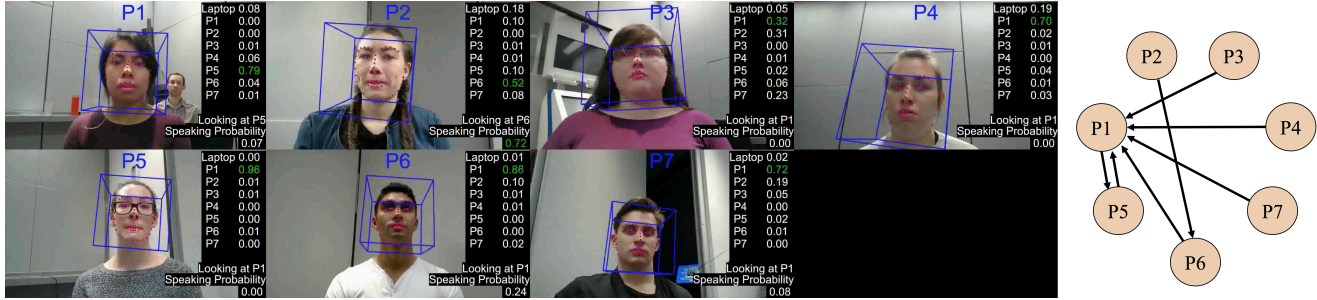 P1
Laptop 0.08
P1 0.00
P2 0.00
P3 0.01
P4 0.06
P5 0.79
P6 0.04
P7 0.01
Looking at P5
Speaking Probability
0.07
P2
Laptop 0.18
P1 0.10
P2 0.00
P3 0.01
P4 0.01
P5 0.10
P6 0.52
P7 0.08
Looking at P6
Speaking Probability
0.72
P3
Laptop 0.05
P1 0.32
P2 0.31
P3 0.00
P4 0.01
P5 0.02
P6 0.06
P7 0.23
Looking at P1
Speaking Probability
0.00
P4
Laptop 0.19
P1 0.70
P2 0.02
P3 0.01
P4 0.00
P5 0.04
P6 0.01
P7 0.03
Looking at P1
Speaking Probability
0.00
P5
Laptop 0.00
P1 0.96
P2 0.01
P3 0.01
P4 0.00
P5 0.00
P6 0.01
P7 0.00
Looking at P1
Speaking Probability
0.00
P6
Laptop 0.01
P1 0.86
P2 0.10
P3 0.01
P4 0.00
P5 0.00
P6 0.00
P7 0.02
Looking at P1
Speaking Probability
0.24
P7
Laptop 0.02
P1 0.72
P2 0.19
P3 0.05
P4 0.00
P5 0.02
P6 0.01
P7 0.00
Looking at P1
Speaking Probability
0.08
P2
P3
P1
P4
P5
P7
P6